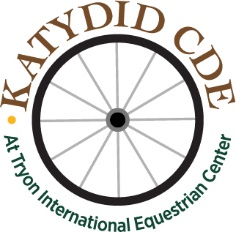 KATYDID CDE
At Tryon International Equestrian Center